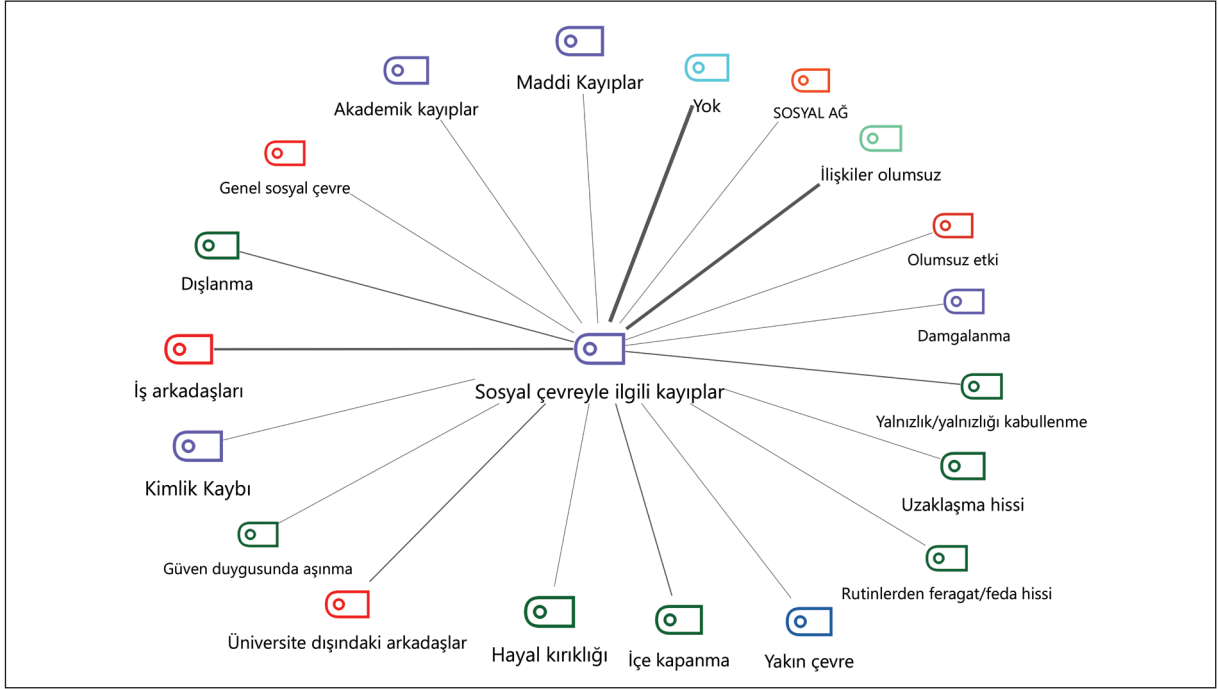 Maddi Kayıplar
Akademik kayıplar
Yok
SOSYAL AĞ
İlişkiler olumsuz
Genel sosyal çevre
Olumsuz etki
Dışlanma
Damgalanma
İş arkadaşları
Sosyal çevreyle ilgili kayıplar
Yalnızlık/yalnızlığı kabullenme
Kimlik Kaybı
Uzaklaşma hissi
Güven duygusunda aşınma
Rutinlerden feragat/feda hissi
Üniversite dışındaki arkadaşlar
Hayal kırıklığı
İçe kapanma
Yakın çevre